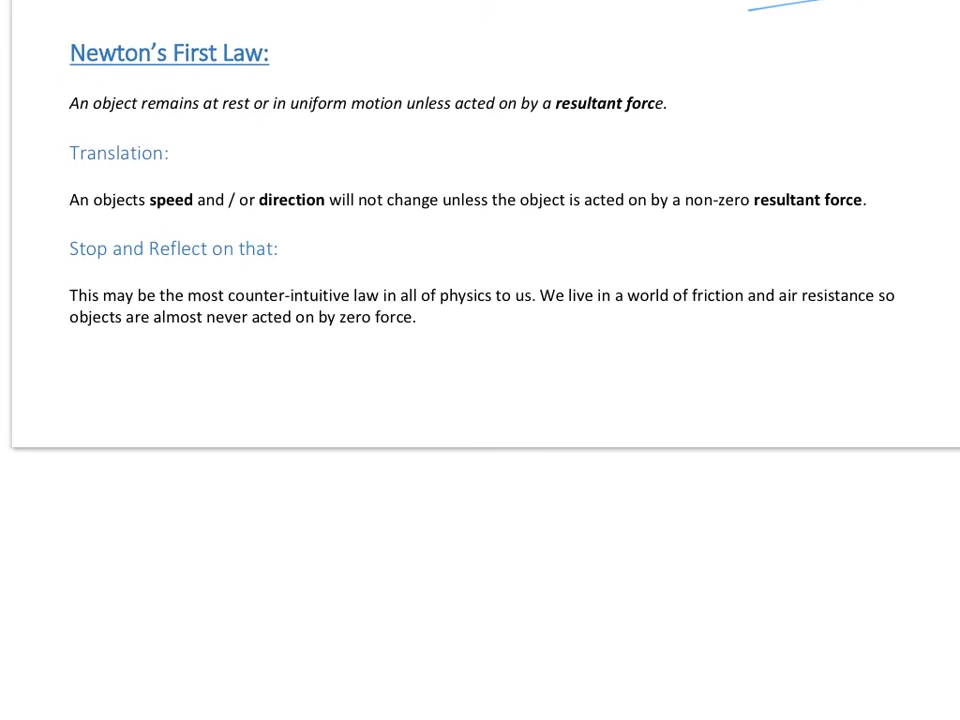 Newton’s First Law:
An object remains at rest or in uniform motion unless acted on by a resultant force.
Translation:
An objects speed and / or direction will not change unless the object is acted on by a non-zero resultant force.
Stop and Reflect on that:
This may be the most counter-intuitive law in all of physics to us. We live in a world of friction and air resistance so
objects are almost never acted on by zero force.